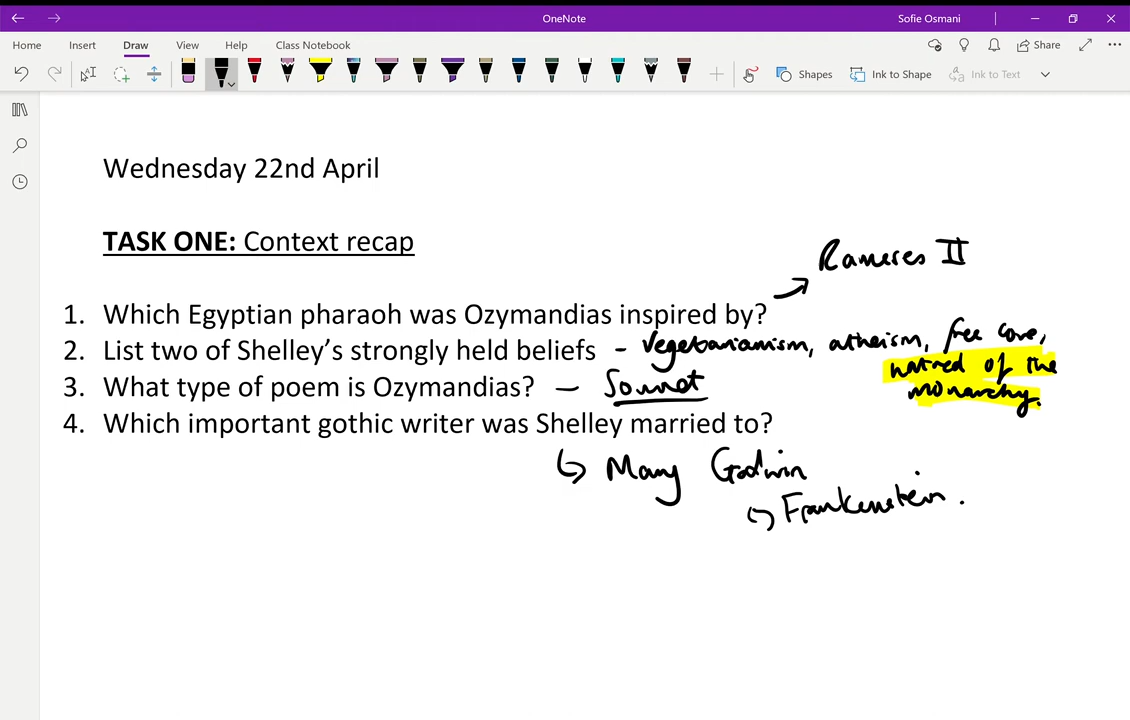 OneNote
Sofie Osmani
Home Insert Draw View Help Class Notebook
Share
Shapes Ink to Shape Ink to Text
Wednesday 22nd April
TASK ONE: Context recap
Rameses II
1. Which Egyptian pharaoh was Ozymandias inspired by?
2. List two of Shelley’s strongly held beliefs - Vegetarianism, atheism, free love,
hatred of the
monarchy.
3. What type of poem is Ozymandias? - Sonnet
4. Which important gothic writer was Shelley married to?
Mary Godwin
Frankenstein.